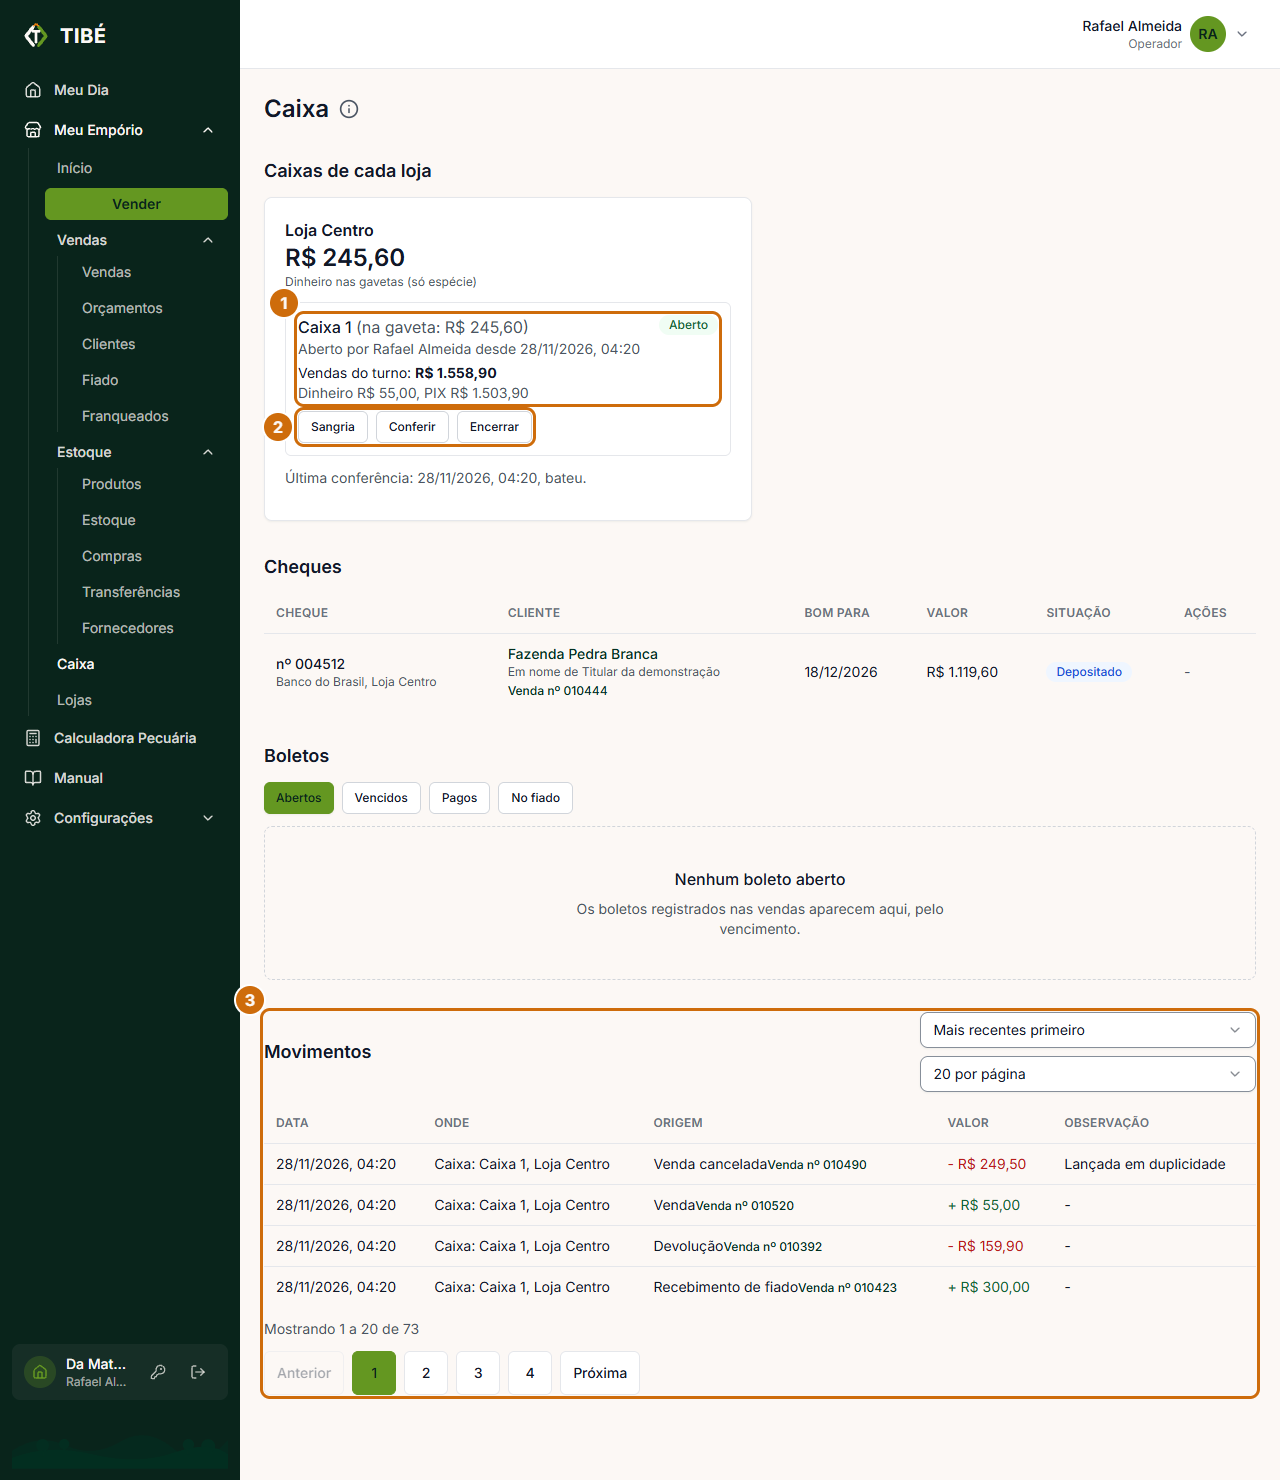 TIBÉ
Meu Dia
Meu Empório
Início
Vender
Vendas
Vendas
Orçamentos
Clientes
Fiado
Franqueados
Estoque
Produtos
Estoque
Compras
Transferências
Fornecedores
Caixa
Lojas
Calculadora Pecuária
Manual
Configurações
Da Mat...
Rafael Al...
Rafael Almeida
Operador
RA
Caixa
Caixas de cada loja
Loja Centro
R$ 245,60
Dinheiro nas gavetas (só espécie)
1
Caixa 1 (na gaveta: R$ 245,60)
Aberto
Aberto por Rafael Almeida desde 28/11/2026, 04:20
Vendas do turno: R$ 1.558,90
Dinheiro R$ 55,00, PIX R$ 1.503,90
2
Sangria Conferir Encerrar
Última conferência: 28/11/2026, 04:20, bateu.
Cheques
CHEQUE CLIENTE BOM PARA VALOR SITUAÇÃO AÇÕES
nº 004512
Banco do Brasil, Loja Centro
Fazenda Pedra Branca
Em nome de Titular da demonstração
Venda nº 010444
18/12/2026
R$ 1.119,60
Depositado
-
Boletos
Abertos Vencidos Pagos No fiado
Nenhum boleto aberto
Os boletos registrados nas vendas aparecem aqui, pelo
vencimento.
3
Movimentos
Mais recentes primeiro
20 por página
DATA ONDE ORIGEM VALOR OBSERVAÇÃO
28/11/2026, 04:20 Caixa: Caixa 1, Loja Centro Venda canceladaVenda nº 010490 - R$ 249,50 Lançada em duplicidade
28/11/2026, 04:20 Caixa: Caixa 1, Loja Centro VendaVenda nº 010520 + R$ 55,00 -
28/11/2026, 04:20 Caixa: Caixa 1, Loja Centro DevoluçãoVenda nº 010392 - R$ 159,90 -
28/11/2026, 04:20 Caixa: Caixa 1, Loja Centro Recebimento de fiadoVenda nº 010423 + R$ 300,00 -
Mostrando 1 a 20 de 73
Anterior 1 2 3 4 Próxima